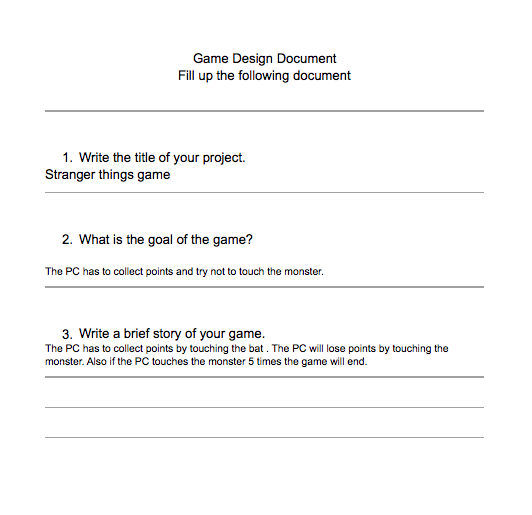 Game Design Document
Fill up the following document
1. Write the title of your project.
Stranger things game
2. What is the goal of the game?
The PC has to collect points and try not to touch the monster.
3. Write a brief story of your game.
The PC has to collect points by touching the bat . The PC will lose points by touching the
monster. Also if the PC touches the monster 5 times the game will end.